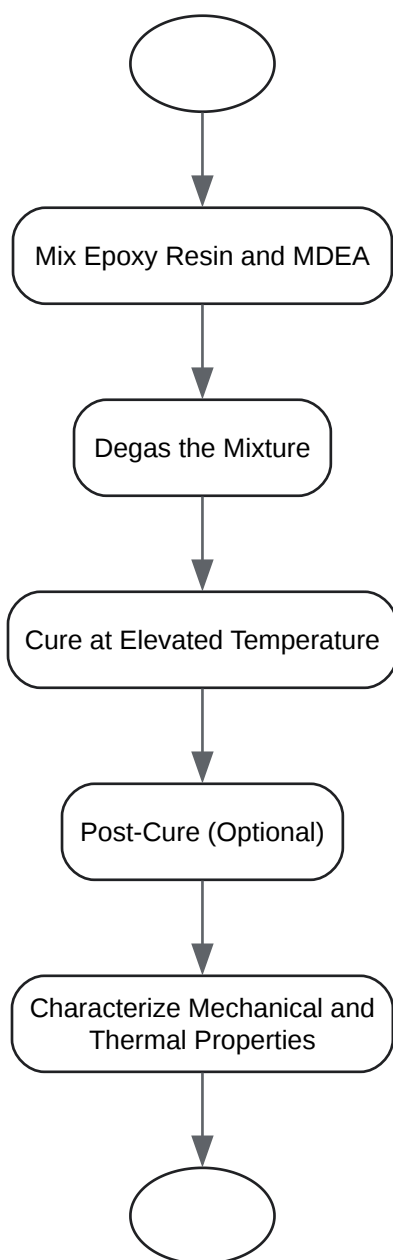 Mix Epoxy Resin and MDEA
Degas the Mixture
Cure at Elevated Temperature
Post-Cure (Optional)
Characterize Mechanical and
Thermal Properties